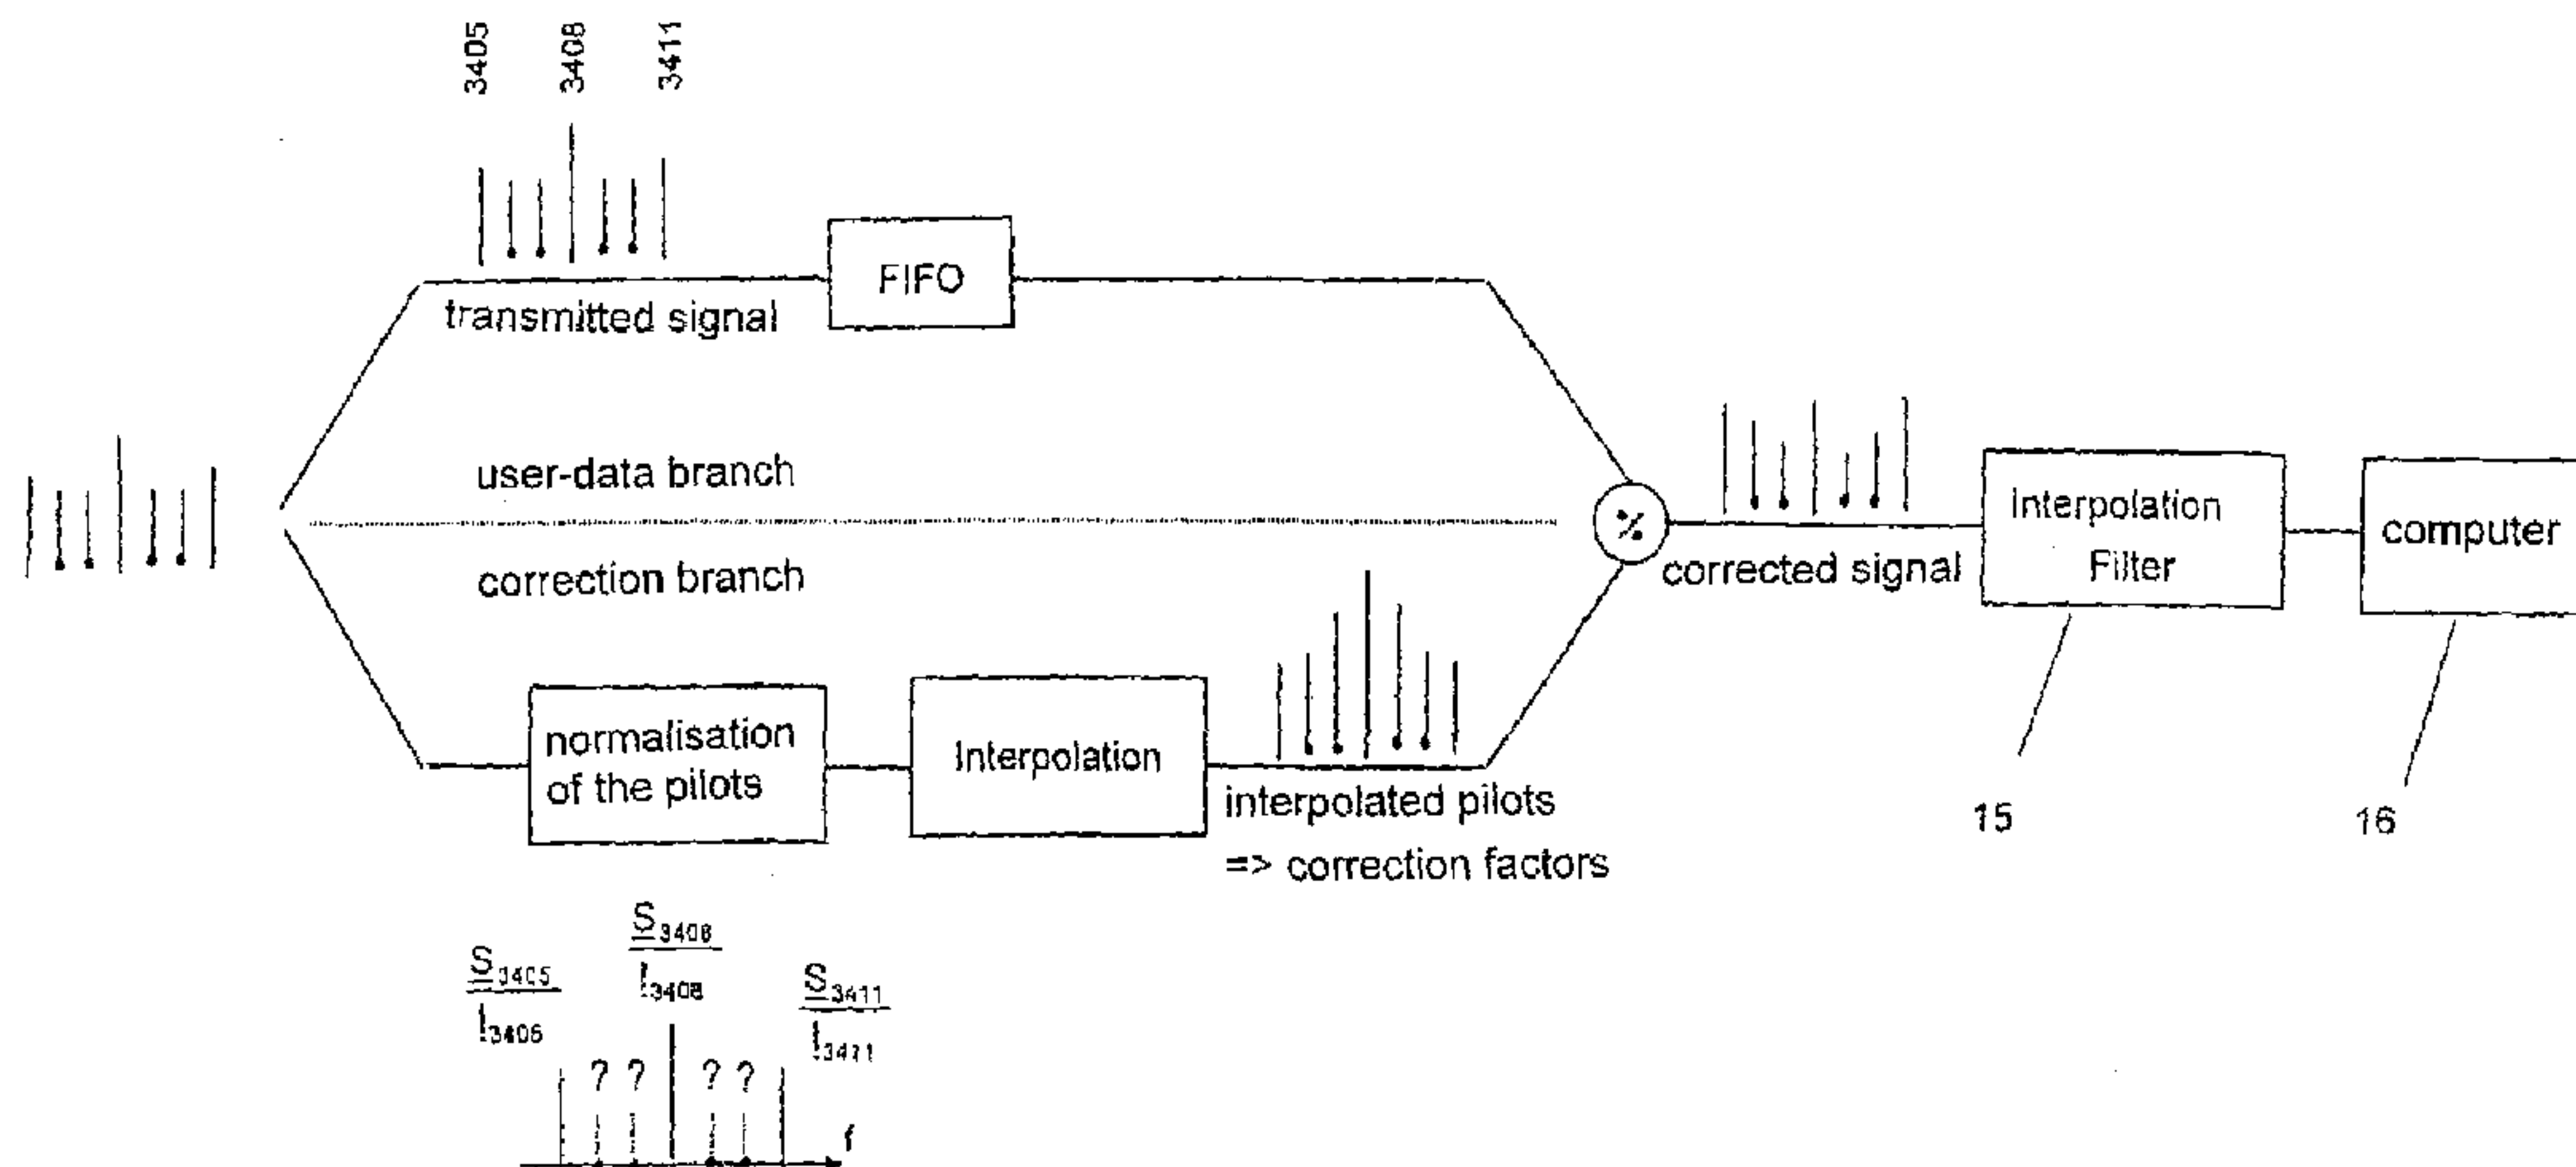 3405
3408
3411
FIFO
transmitted signal
user-data branch
correction branch
%
corrected signal
Interpolation
Filter
computer
normalisation
of the pilots
Interpolation
interpolated pilots
=> correction factors
15
16
S3405
I3405
S3408
I3408
S3411
I3411
? ? ? ?
f